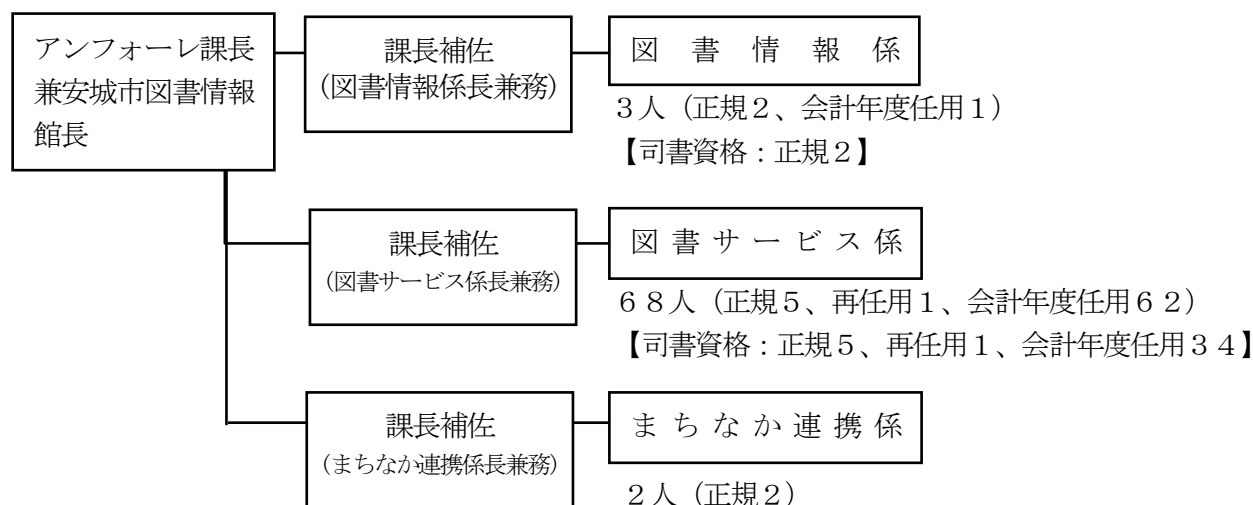 アンフォーレ課長
兼安城市図書情報
館長
課長補佐
(図書情報係長兼務)
図書情報係
３人（正規２、会計年度任用１）
【司書資格：正規２】
課長補佐
(図書サービス係長兼務)
図書サービス係
６８人（正規５、再任用１、会計年度任用６２）
【司書資格：正規５、再任用１、会計年度任用３４】
課長補佐
(まちなか連携係長兼務)
まちなか連携係
２人（正規２）